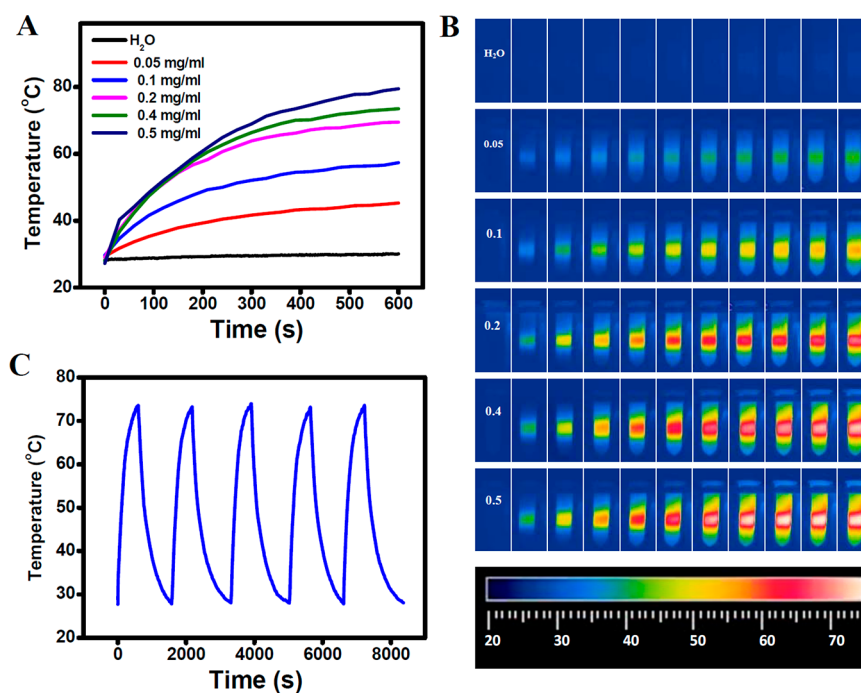 A
H₂O
0.05 mg/ml
0.1 mg/ml
0.2 mg/ml
0.4 mg/ml
0.5 mg/ml
80
60
40
20
Temperature (°C)
0 100 200 300 400 500 600
Time (s)
B
H₂O
0.05
0.1
0.2
0.4
0.5
20 30 40 50 60 70
C
80
70
60
50
40
30
20
Temperature (°C)
0 2000 4000 6000 8000
Time (s)